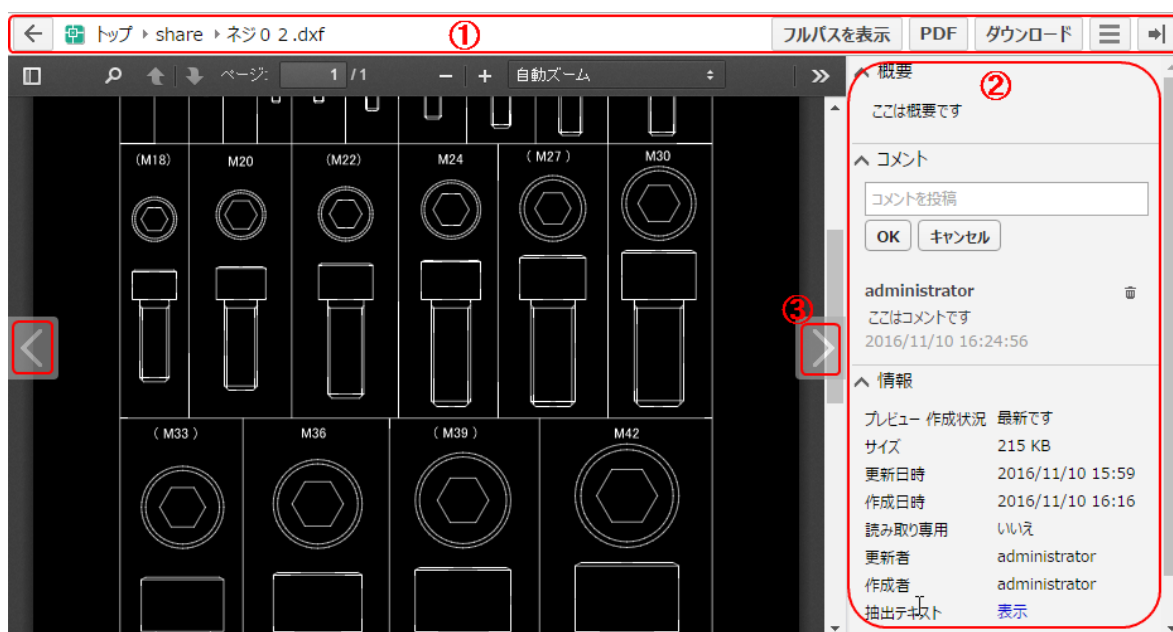 トップ share ネジ０２.dxf ① フルパスを表示 PDF ダウンロード
ページ: 1 /1 − + 自動ズーム
(M18) M20 (M22) M24 ( M27 ) M30
③
( M33 ) M36 ( M39 ) M42
概要 ②
ここは概要です
コメント
コメントを投稿
OK キャンセル
administrator
ここはコメントです
2016/11/10 16:24:56
情報
プレビュー 作成状況 最新です
サイズ 215 KB
更新日時 2016/11/10 15:59
作成日時 2016/11/10 16:16
読み取り専用 いいえ
更新者 administrator
作成者 administrator
抽出テキスト 表示